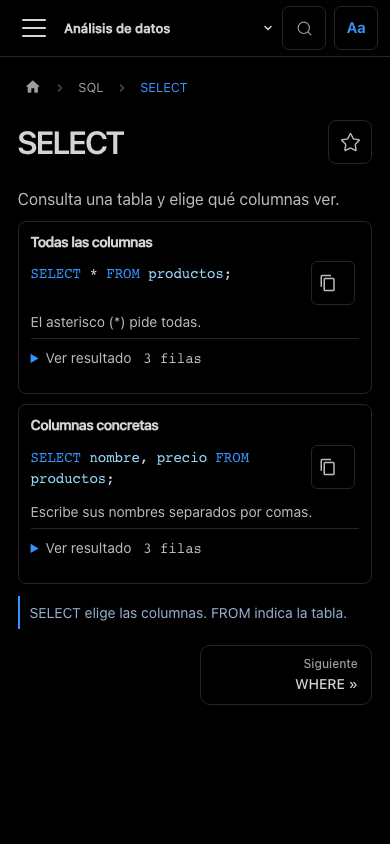 Análisis de datos
Aa
SQL
SELECT
SELECT
Consulta una tabla y elige qué columnas ver.
Todas las columnas
SELECT * FROM productos;
El asterisco (*) pide todas.
Ver resultado 3 filas
Columnas concretas
SELECT nombre, precio FROM
productos;
Escribe sus nombres separados por comas.
Ver resultado 3 filas
SELECT elige las columnas. FROM indica la tabla.
Siguiente
WHERE »